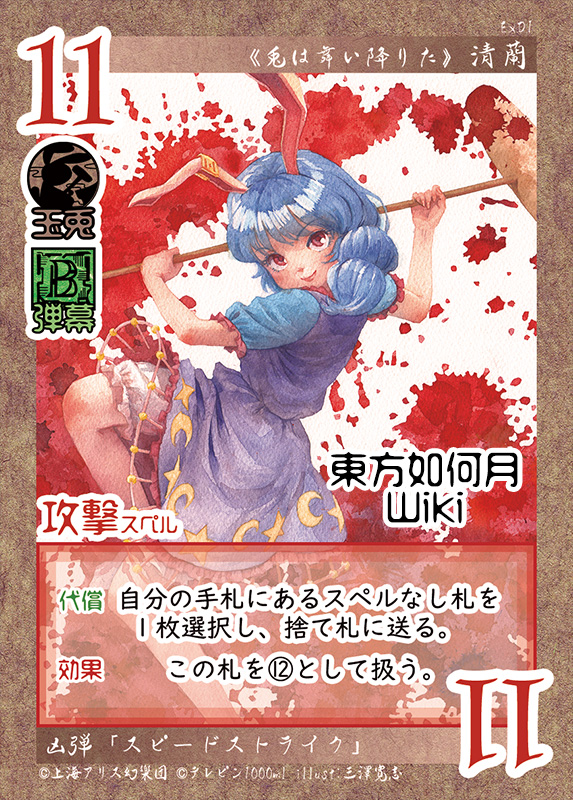 Ex01
11
《兎は舞い降りた》 清蘭
玉兎
B
弾幕
東方如何月
Wiki
攻撃スペル
代償 自分の手札にあるスペルなし札を
1枚選択し、捨て札に送る。
効果 この札を⑫として扱う。
11
凶弾「スピードストライク」
©上海アリス幻樂団 ©テレピン1000ml illust:三澤寛志